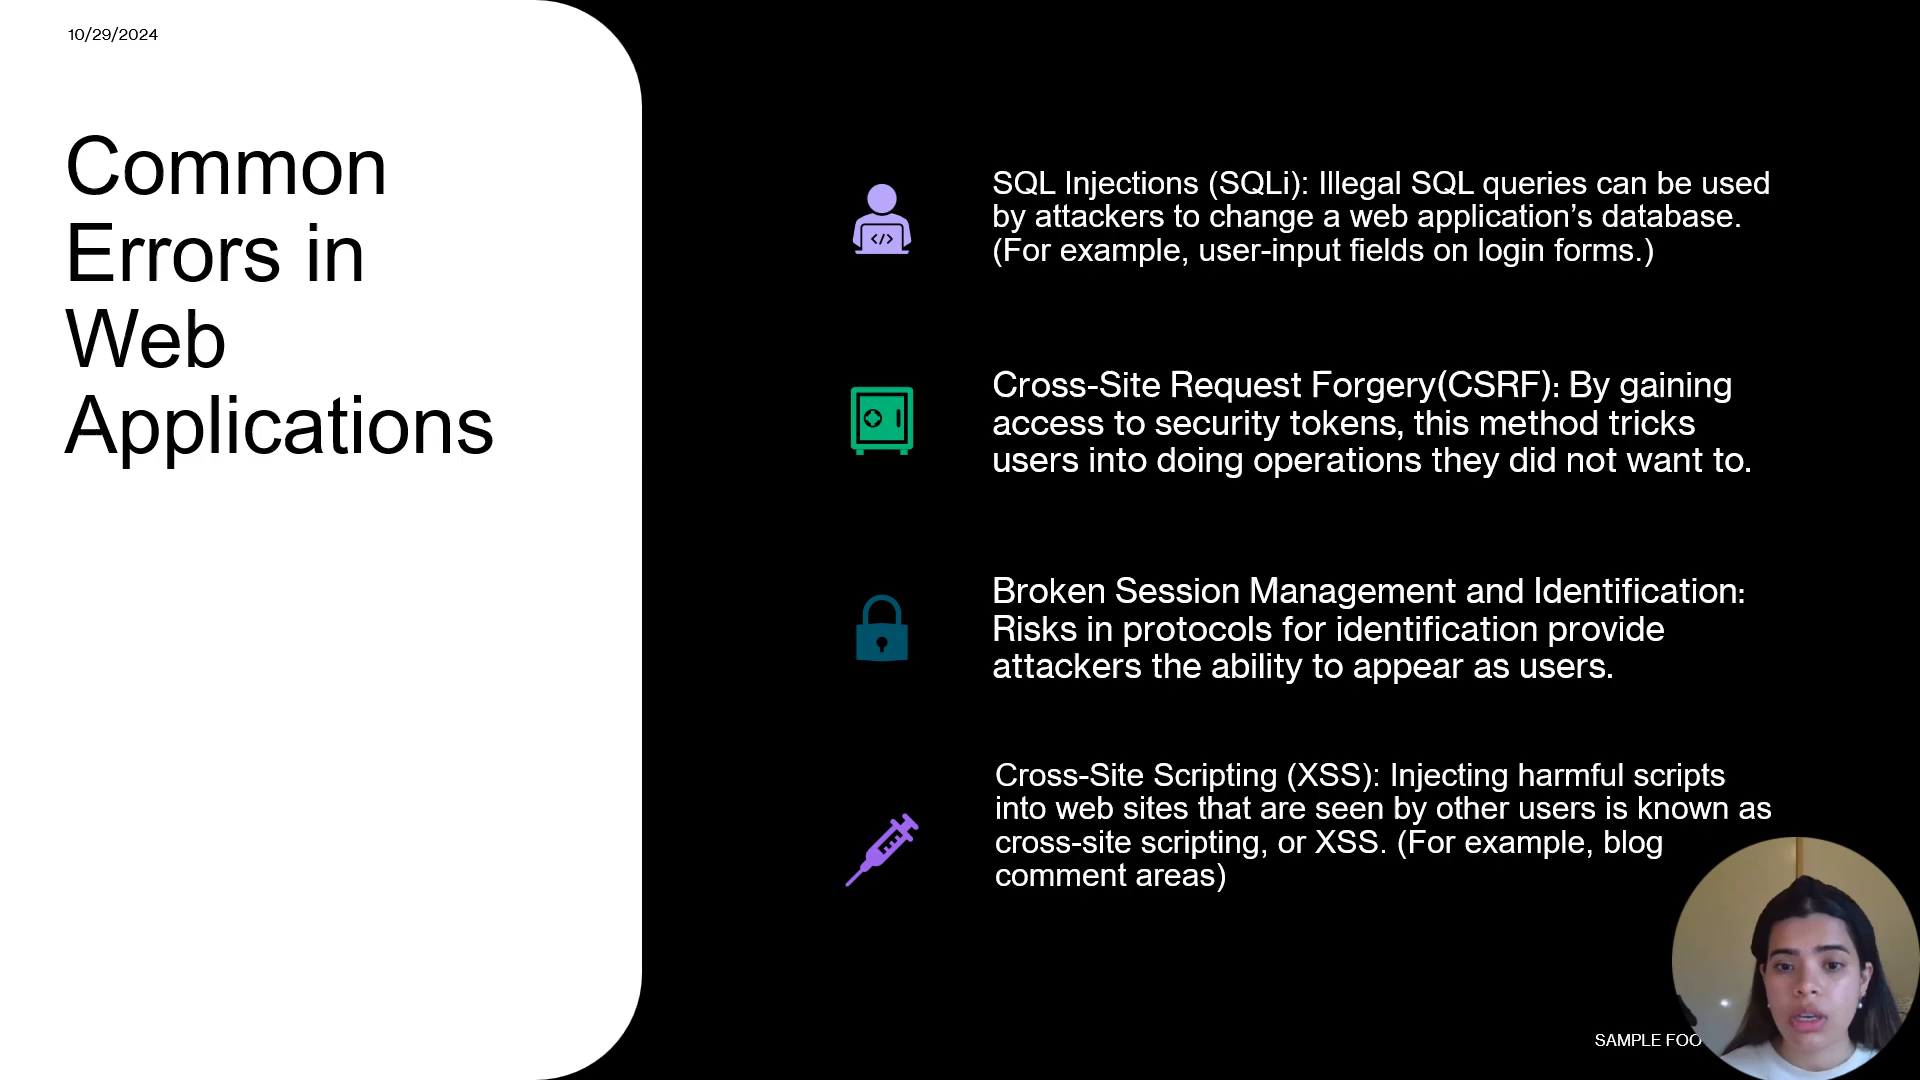 10/29/2024
Common
Errors in
Web
Applications
SQL Injections (SQLi): Illegal SQL queries can be used
by attackers to change a web application’s database.
(For example, user-input fields on login forms.)
Cross-Site Request Forgery(CSRF): By gaining
access to security tokens, this method tricks
users into doing operations they did not want to.
Broken Session Management and Identification:
Risks in protocols for identification provide
attackers the ability to appear as users.
Cross-Site Scripting (XSS): Injecting harmful scripts
into web sites that are seen by other users is known as
cross-site scripting, or XSS. (For example, blog
comment areas)
SAMPLE